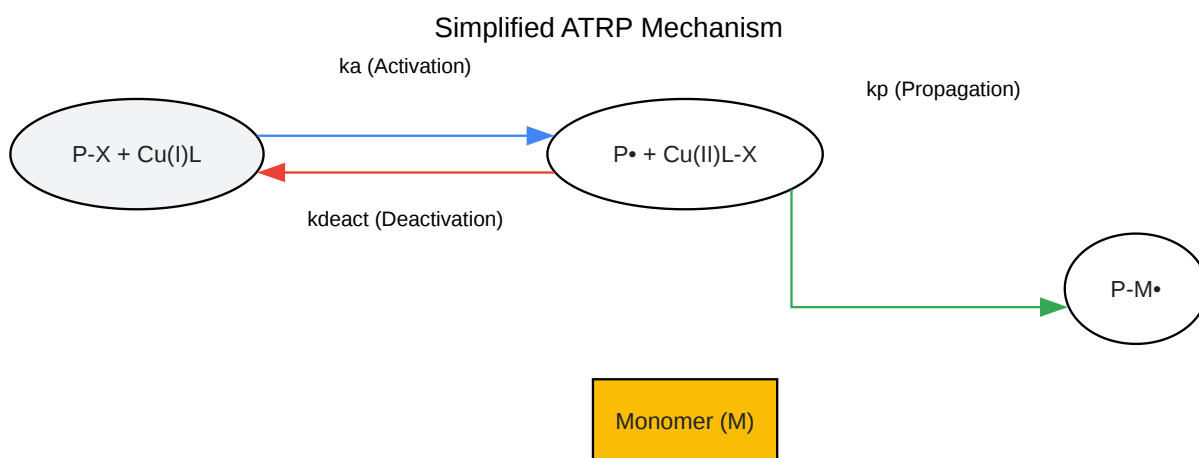 Simplified ATRP Mechanism
ka (Activation)
kp (Propagation)
P-X + Cu(I)L
P• + Cu(II)L-X
kdeact (Deactivation)
P-M•
Monomer (M)